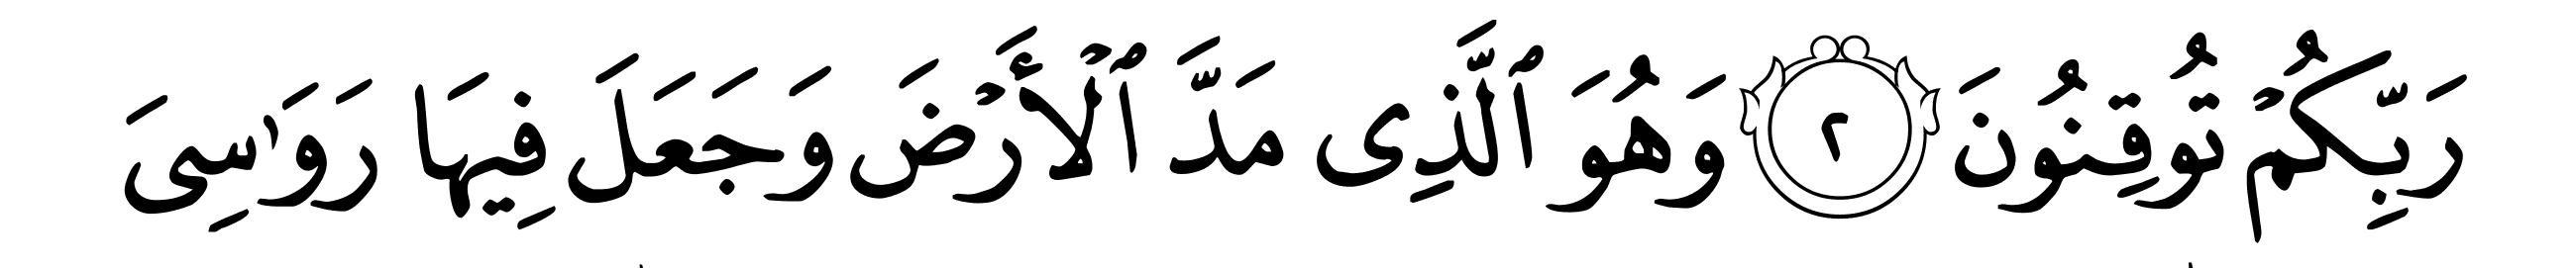 رَبِّكُمْ تُوقِنُونَ ٢ وَهُوَ ٱلَّذِى مَدَّ ٱلْأَرْضَ وَجَعَلَ فِيهَا رَوَٰسِىَ